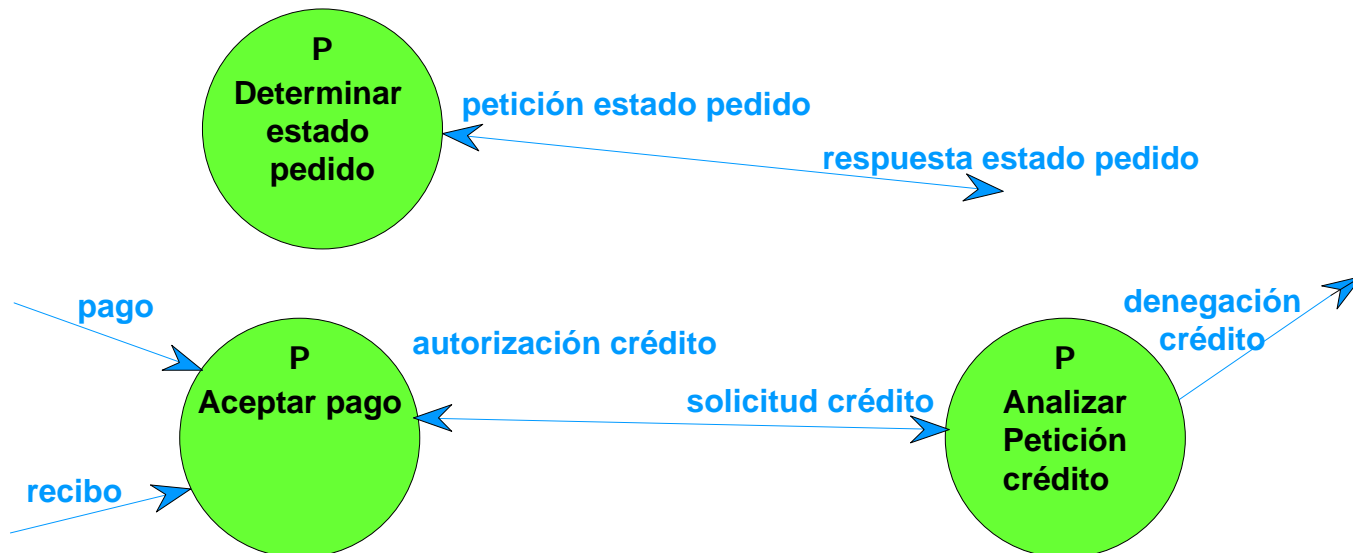 P
Determinar
estado
pedido
petición estado pedido
respuesta estado pedido
pago
P
Aceptar pago
recibo
autorización crédito
solicitud crédito
P
Analizar
Petición
crédito
denegación
crédito